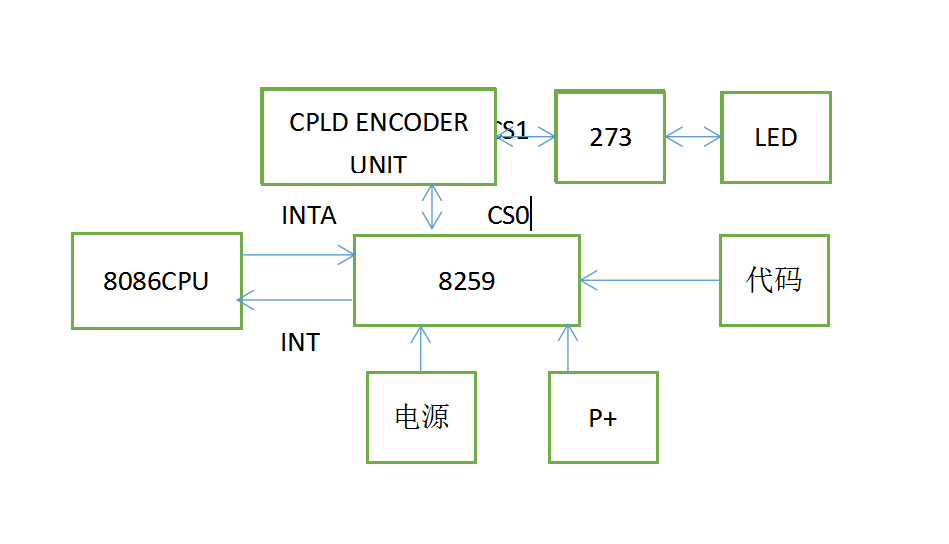 CPLD ENCODER
UNIT
CS1
273
LED
INTA
CS0
8086CPU
8259
代码
INT
电源
P+